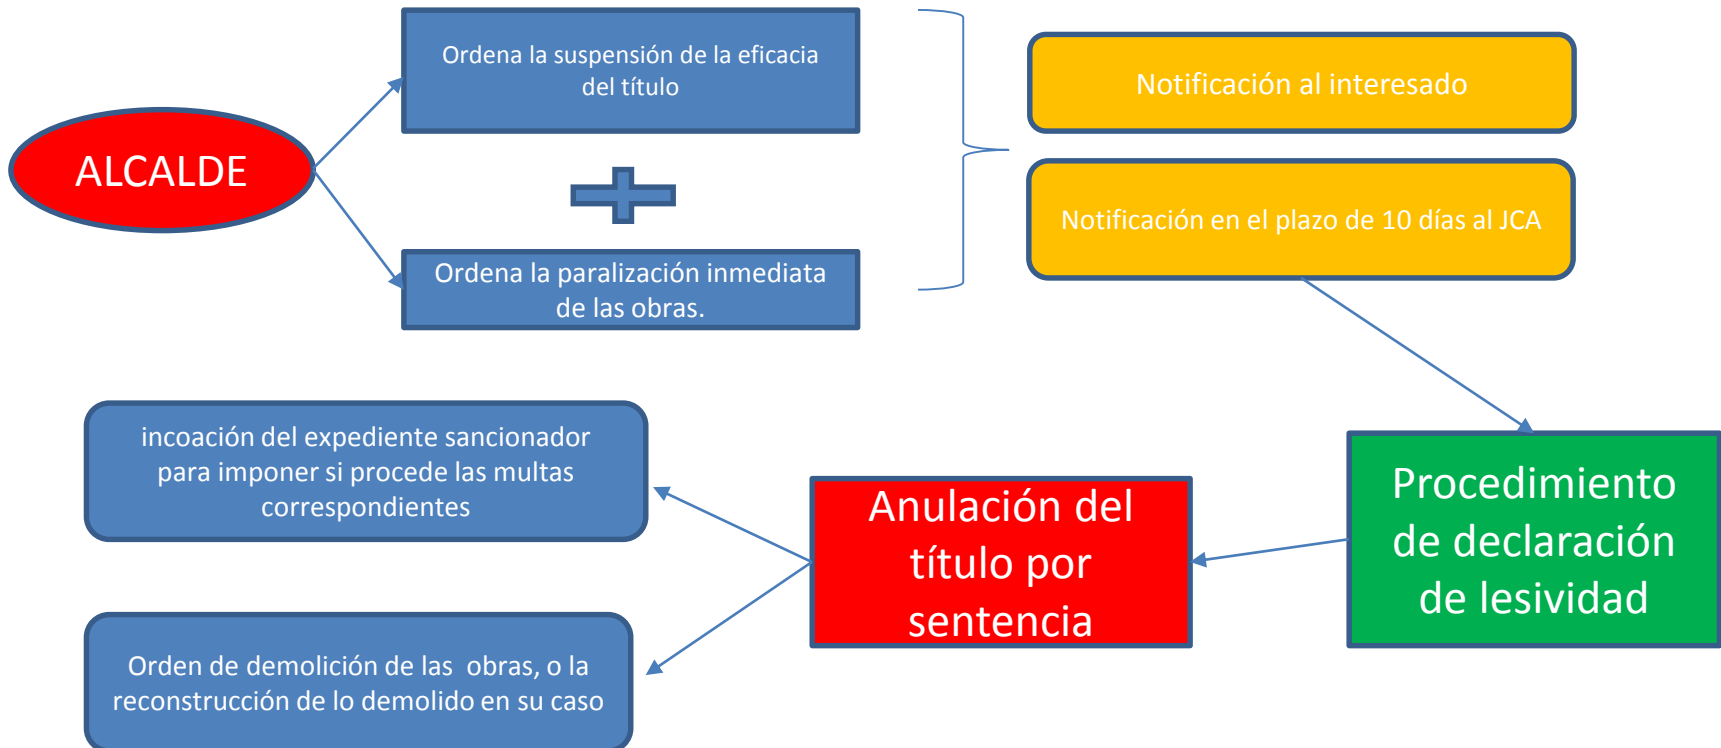 Ordena la suspensión de la eficacia
del título
Notificación al interesado
ALCALDE
Notificación en el plazo de 10 días al JCA
Ordena la paralización inmediata
de las obras.
incoación del expediente sancionador
para imponer si procede las multas
correspondientes
Anulación del
título por
sentencia
Procedimiento
de declaración
de lesividad
Orden de demolición de las  obras, o la
reconstrucción de lo demolido en su caso